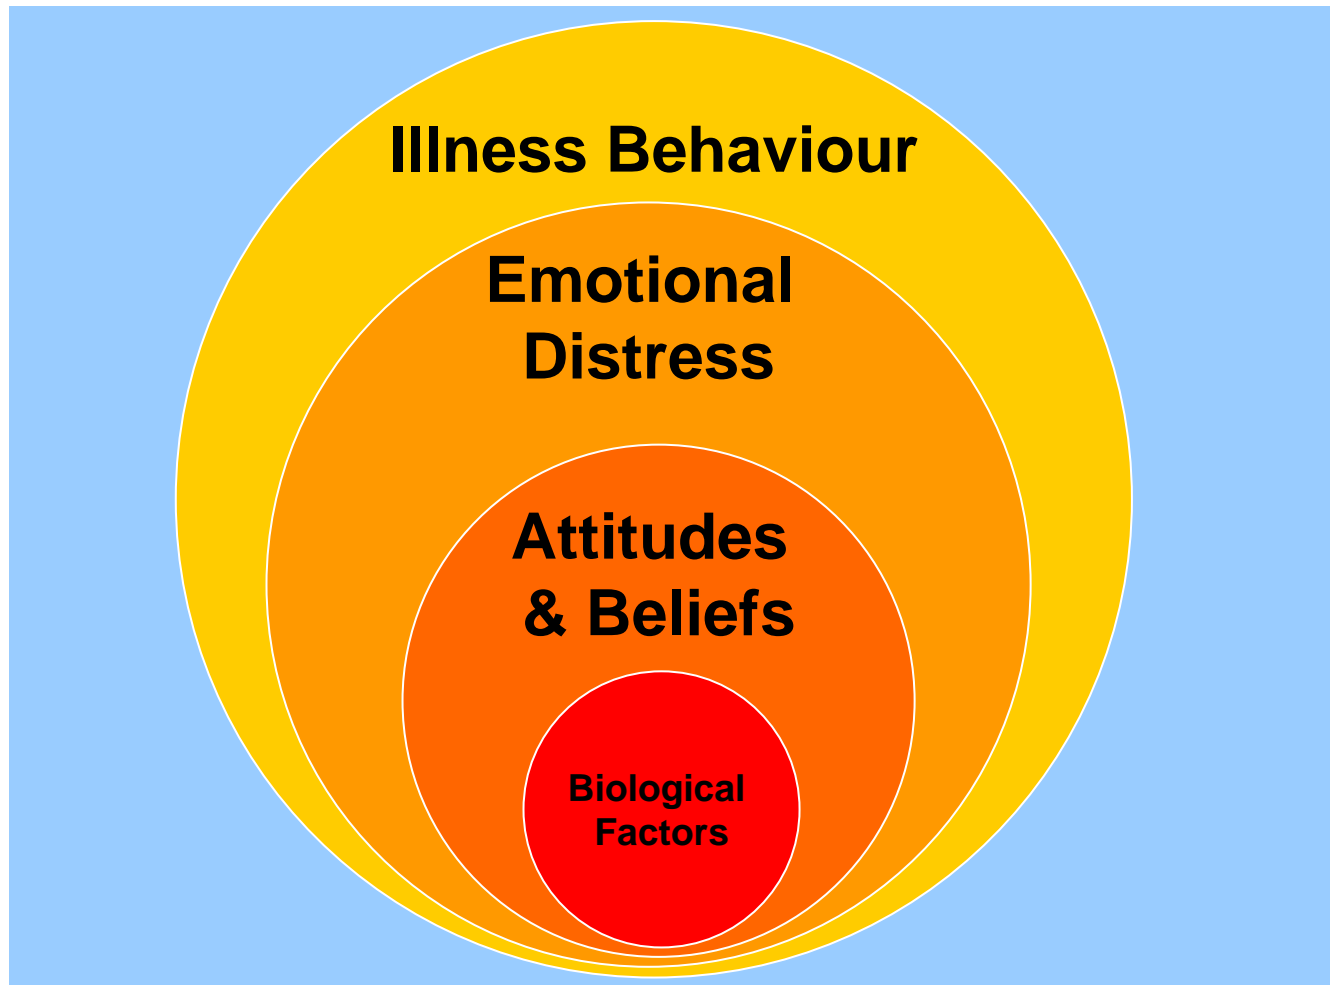 Illness Behaviour
Emotional
Distress
Attitudes
& Beliefs
Biological
Factors